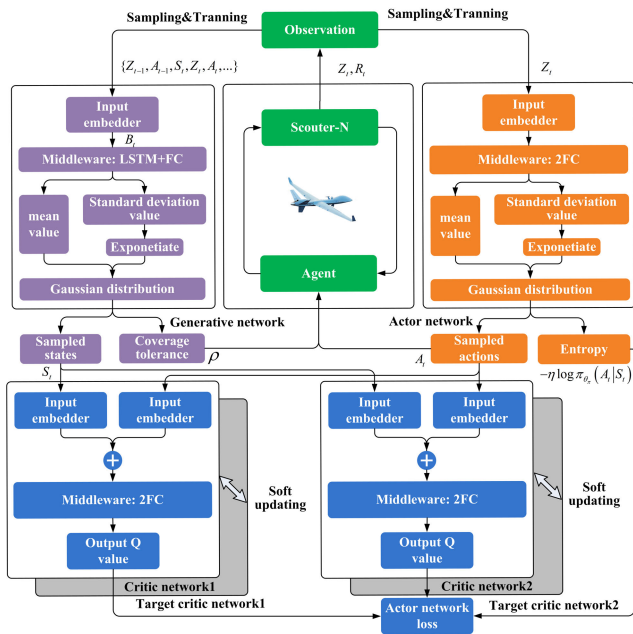 Sampling&Tranning
Sampling&Tranning
Observation
{Z_{t-1}, A_{t-1}, S_t, Z_t, A_t, ...}
Z_t, R_t
Z_t
Input
embedder
B_t
Middleware: LSTM+FC
mean
value
Standard deviation
value
Exponetiate
Gaussian distribution
Scouter-N
Agent
Input
embedder
Middleware: 2FC
mean
value
Standard deviation
value
Exponetiate
Gaussian distribution
Generative network
Actor network
Sampled
states
Coverage
tolerance
Sampled
actions
Entropy
S_t
ρ
A_t
−η log π_{θ_π}(A_t|S_t)
Input
embedder
Input
embedder
+
Middleware: 2FC
Output Q
value
Soft
updating
Critic network1
Target critic network1
Input
embedder
Input
embedder
+
Middleware: 2FC
Output Q
value
Soft
updating
Critic network2
Target critic network2
Actor network
loss